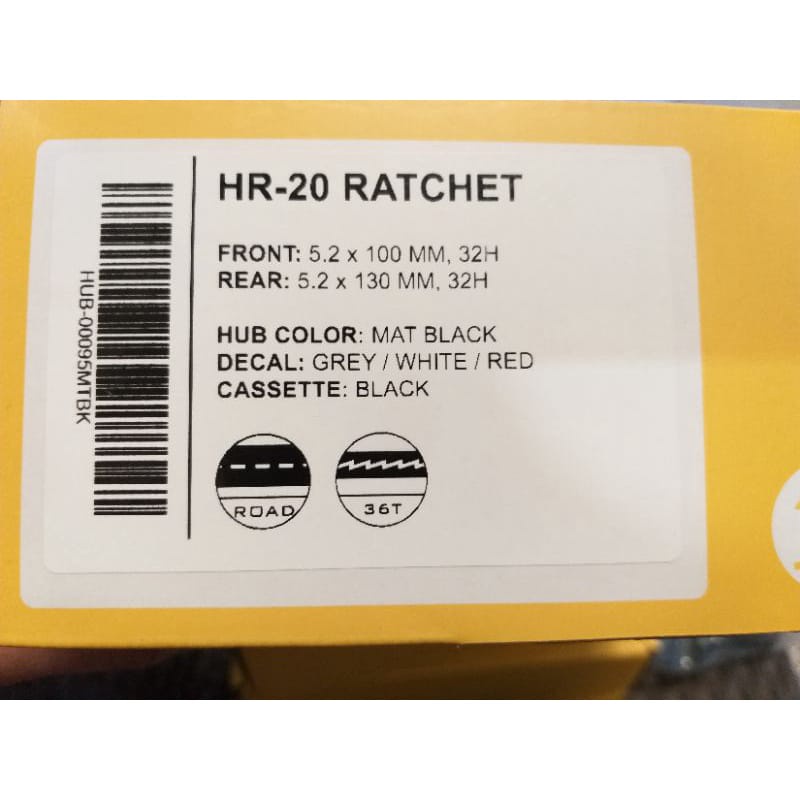 HR-20 RATCHET
FRONT: 5.2 x 100 MM, 32H
REAR: 5.2 x 130 MM, 32H
HUB COLOR: MAT BLACK
DECAL: GREY / WHITE / RED
CASSETTE: BLACK
ROAD
36T
HUB-00095MTBK